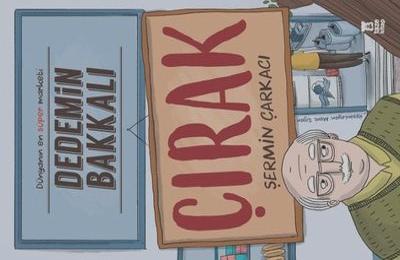 Dünyanın en süper marketi
DEDEMİN
BAKKALI
ÇIRAK
ŞERMİN ÇARKACI